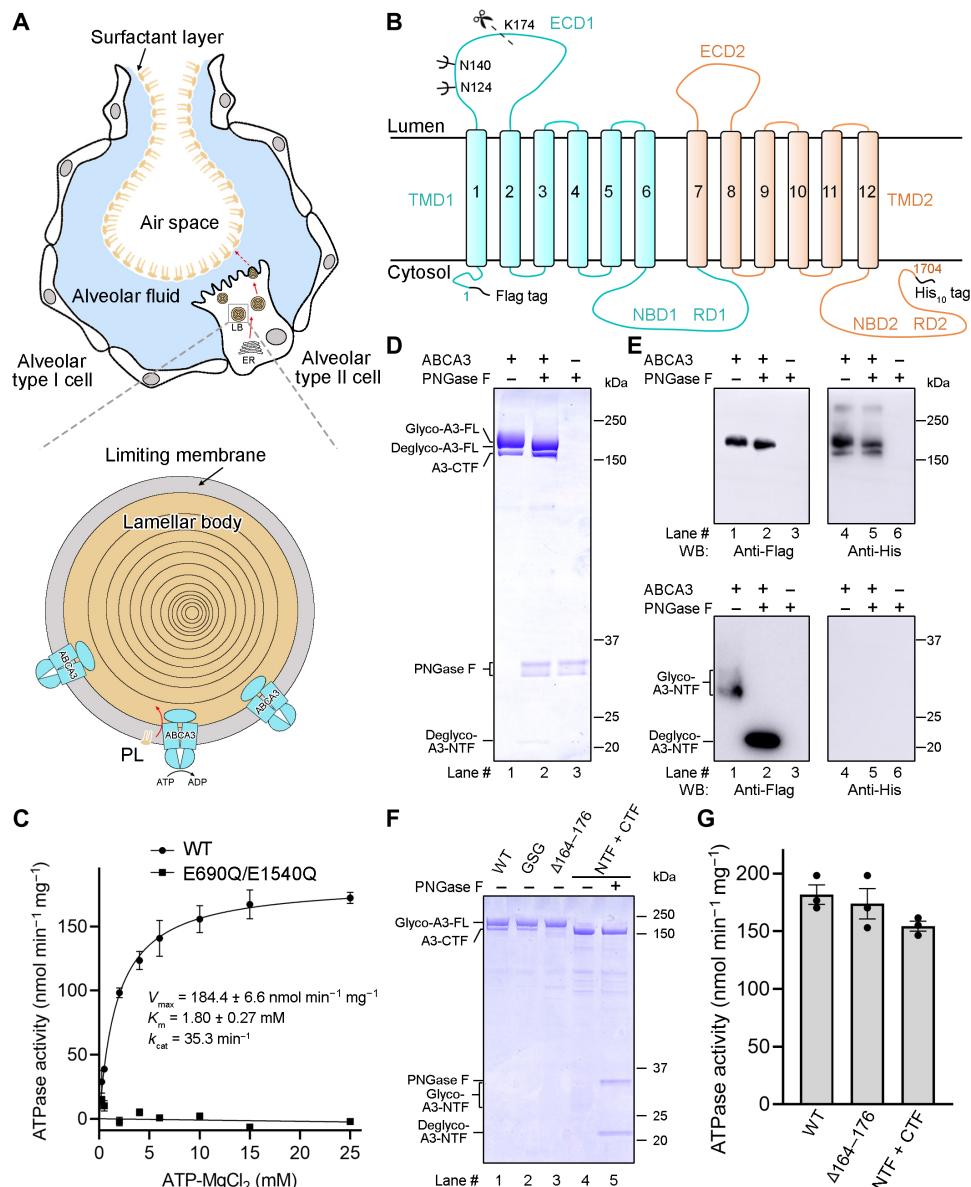 A
Surfactant layer
Air space
Alveolar fluid
LB
ER
Alveolar
type I cell
Alveolar
type II cell
Limiting membrane
Lamellar body
ABCA3
ABCA3
ABCA3
PL
ATP
ADP
B
K174
ECD1
N140
N124
ECD2
Lumen
TMD1
1 2 3 4 5 6 7 8 9 10 11 12
TMD2
Cytosol
1
Flag tag
NBD1 RD1
1704
His10 tag
NBD2 RD2
C
WT
E690Q/E1540Q
ATPase activity (nmol min−1 mg−1)
150
100
50
0
Vmax = 184.4 ± 6.6 nmol min−1 mg−1
Km = 1.80 ± 0.27 mM
kcat = 35.3 min−1
0 5 10 15 20 25
ATP-MgCl2 (mM)
D
ABCA3 + + –
PNGase F – + +
kDa
Glyco-A3-FL
Deglyco-A3-FL
A3-CTF
250
150
37
PNGase F
25
Deglyco-
A3-NTF
20
Lane # 1 2 3
E
ABCA3 + + – + + –
PNGase F – + + – + +
kDa
250
150
Lane # 1 2 3 4 5 6
WB: Anti-Flag Anti-His
ABCA3 + + – + + –
PNGase F – + + – + +
37
Glyco-
A3-NTF
25
Deglyco-
A3-NTF
20
Lane # 1 2 3 4 5 6
WB: Anti-Flag Anti-His
F
WT GSG Δ164–176 NTF + CTF
PNGase F – – – – +
kDa
Glyco-A3-FL
A3-CTF
250
150
37
PNGase F
Glyco-
A3-NTF
25
Deglyco-
A3-NTF
20
Lane # 1 2 3 4 5
G
ATPase activity (nmol min−1 mg−1)
200
150
100
50
0
WT Δ164–176 NTF + CTF